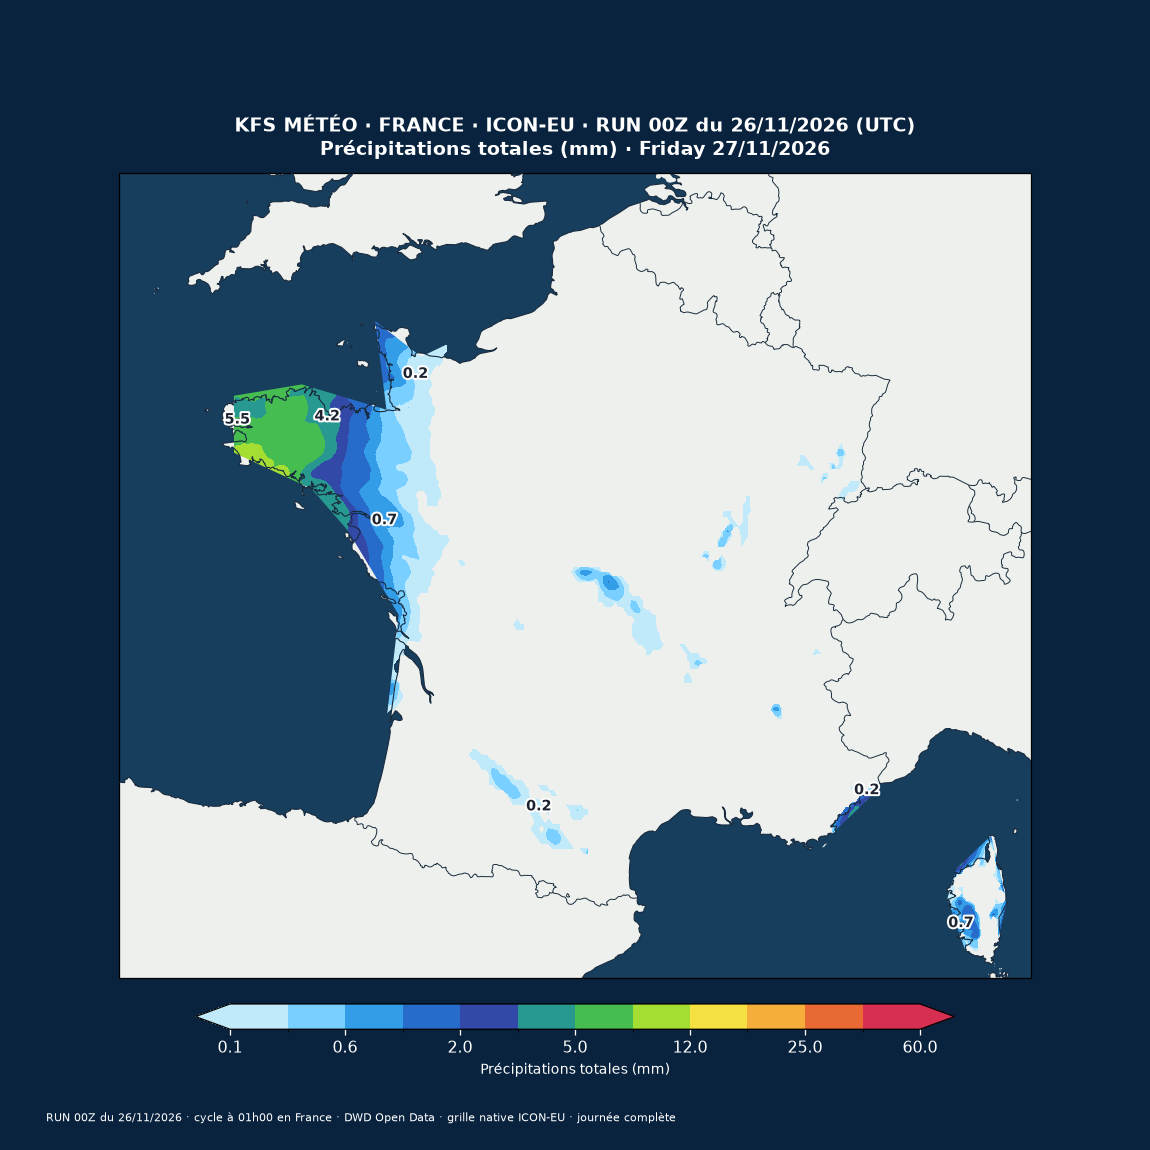 KFS MÉTÉO · FRANCE · ICON-EU · RUN 00Z du 26/11/2026 (UTC)
Précipitations totales (mm) · Friday 27/11/2026
0.2
5.5
4.2
0.7
0.2
0.2
0.7
0.1 0.6 2.0 5.0 12.0 25.0 60.0
Précipitations totales (mm)
RUN 00Z du 26/11/2026 · cycle à 01h00 en France · DWD Open Data · grille native ICON-EU · journée complète